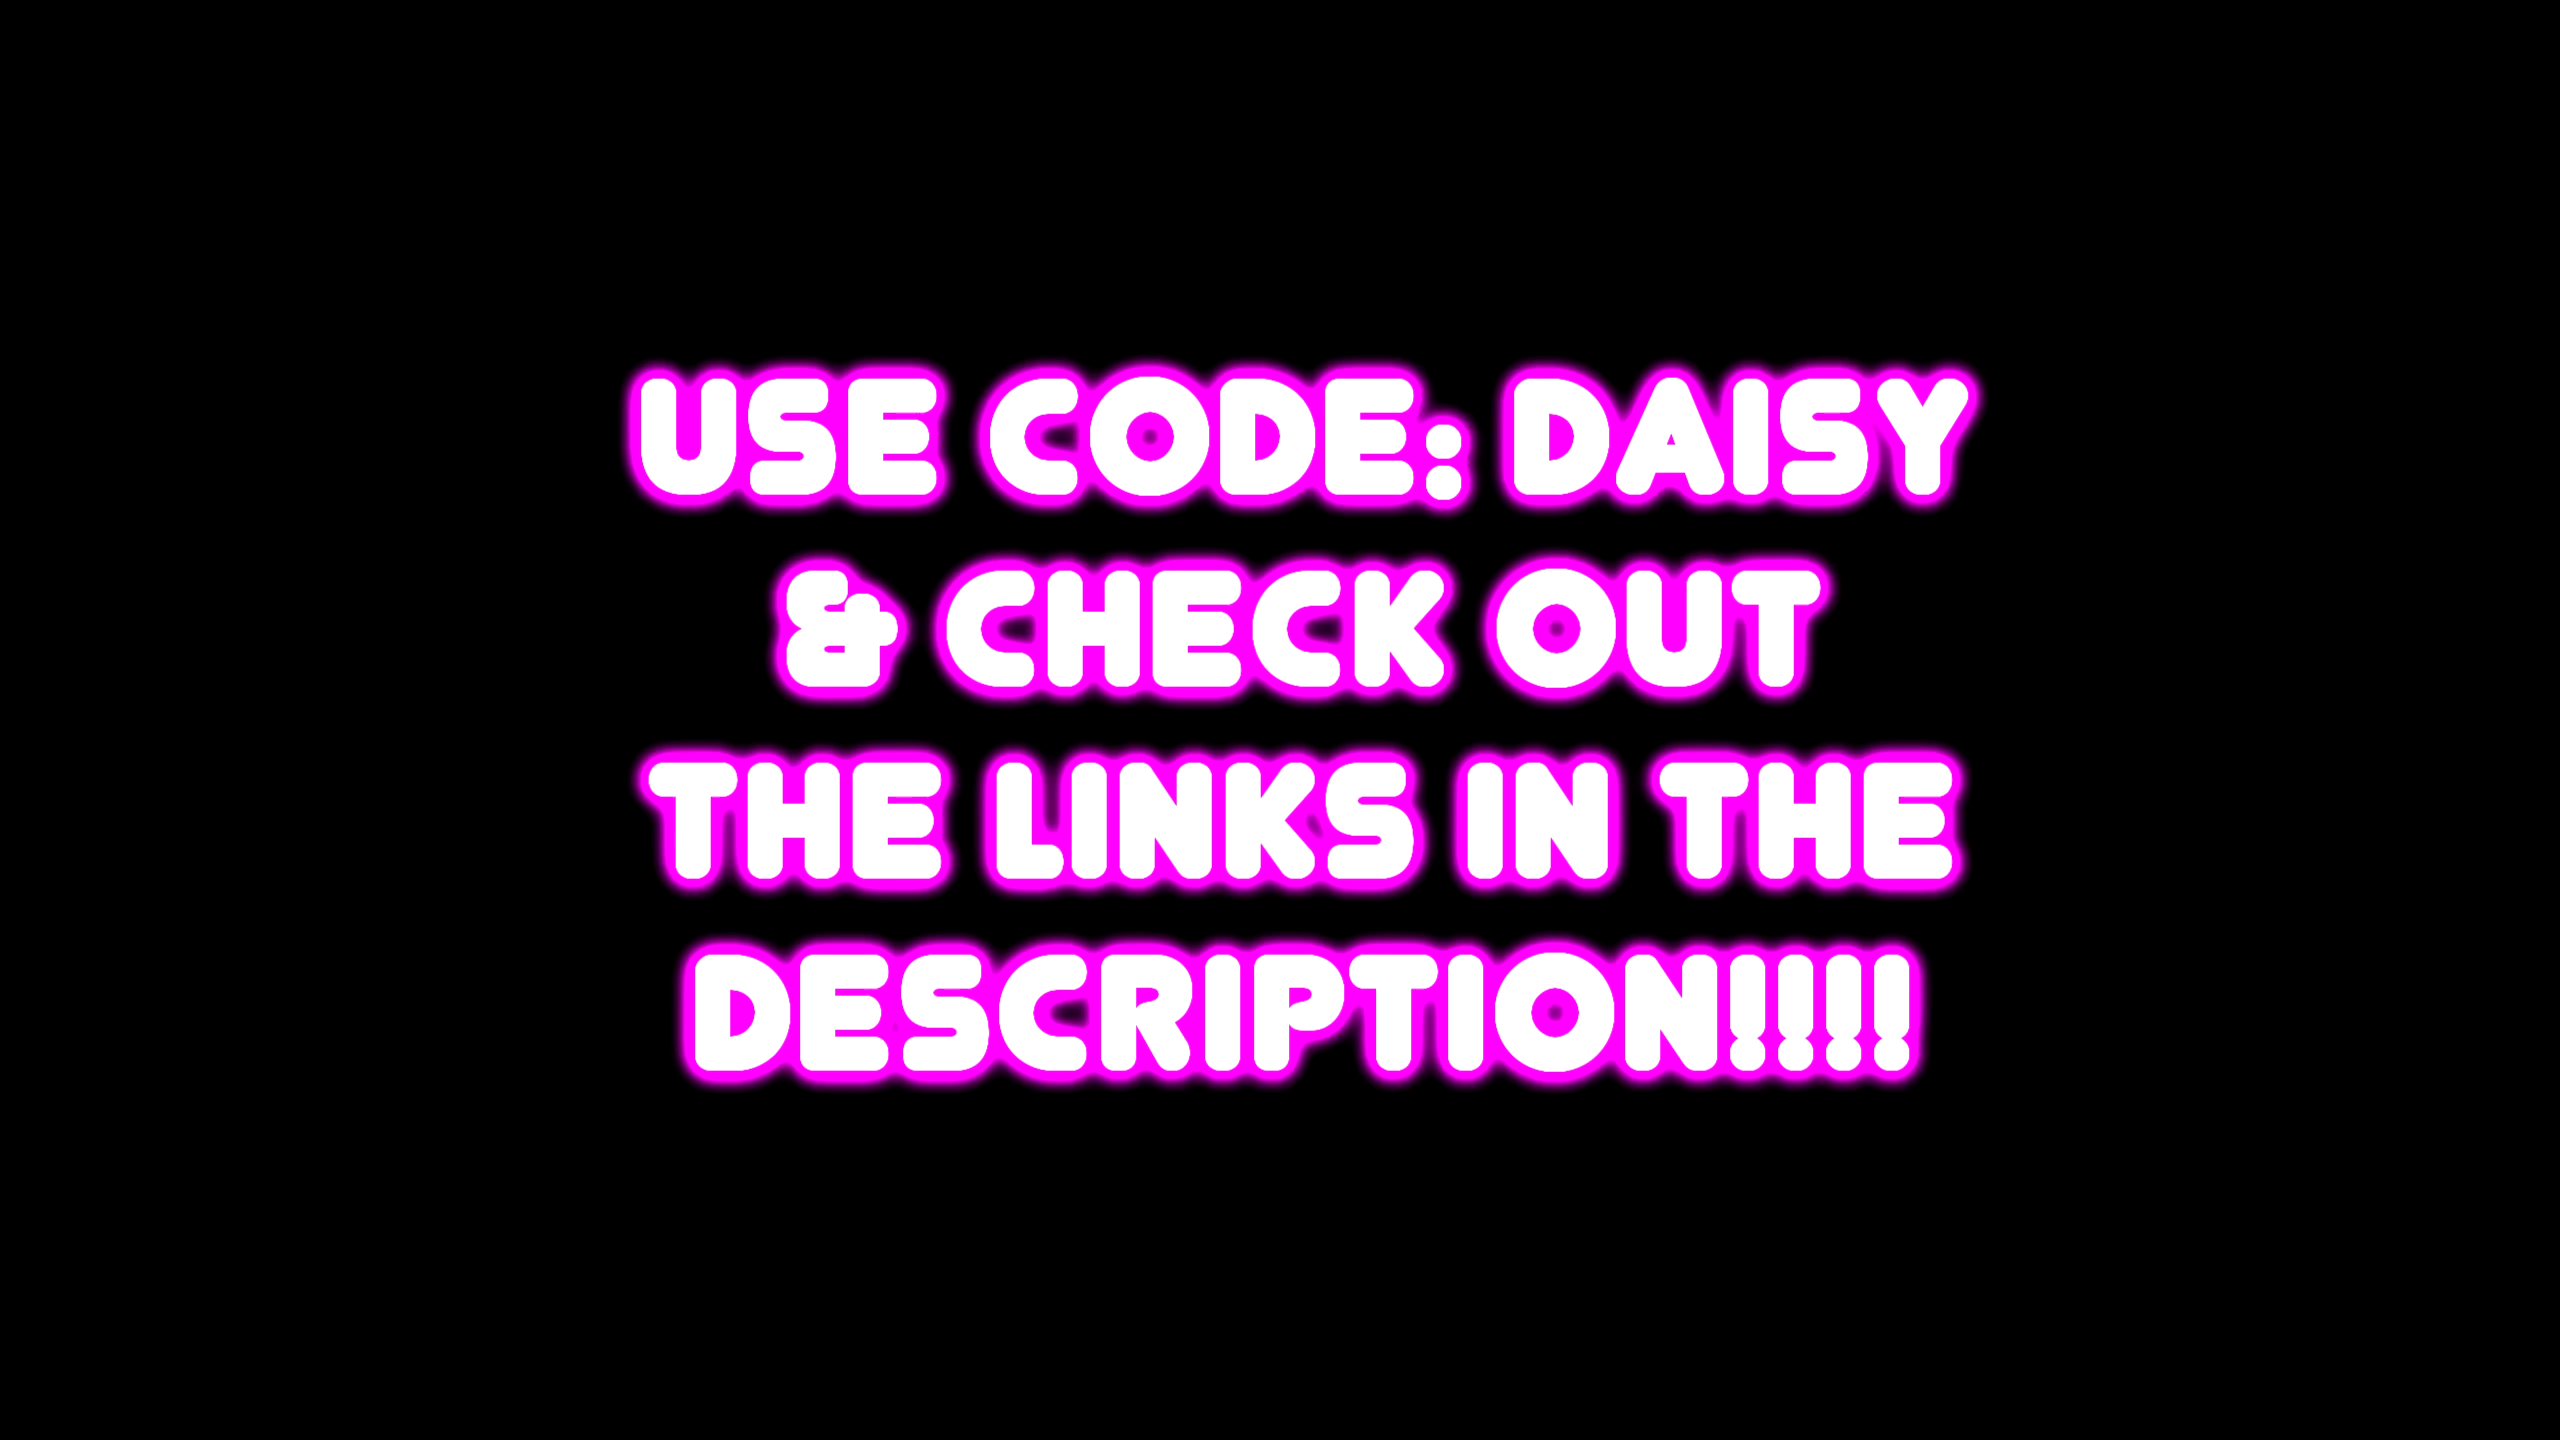 USE CODE: DAISY
& CHECK OUT
THE LINKS IN THE
DESCRIPTION!!!!